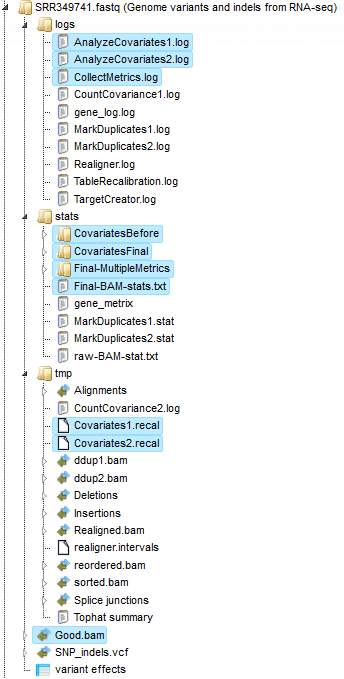 SRR349741.fastq (Genome variants and indels from RNA-seq)
logs
AnalyzeCovariates1.log
AnalyzeCovariates2.log
CollectMetrics.log
CountCovariance1.log
gene_log.log
MarkDuplicates1.log
MarkDuplicates2.log
Realigner.log
TableRecalibration.log
TargetCreator.log
stats
CovariatesBefore
CovariatesFinal
Final-MultipleMetrics
Final-BAM-stats.txt
gene_metrix
MarkDuplicates1.stat
MarkDuplicates2.stat
raw-BAM-stat.txt
tmp
Alignments
CountCovariance2.log
Covariates1.recal
Covariates2.recal
ddup1.bam
ddup2.bam
Deletions
Insertions
Realigned.bam
realigner.intervals
reordered.bam
sorted.bam
Splice junctions
Tophat summary
Good.bam
SNP_indels.vcf
variant effects